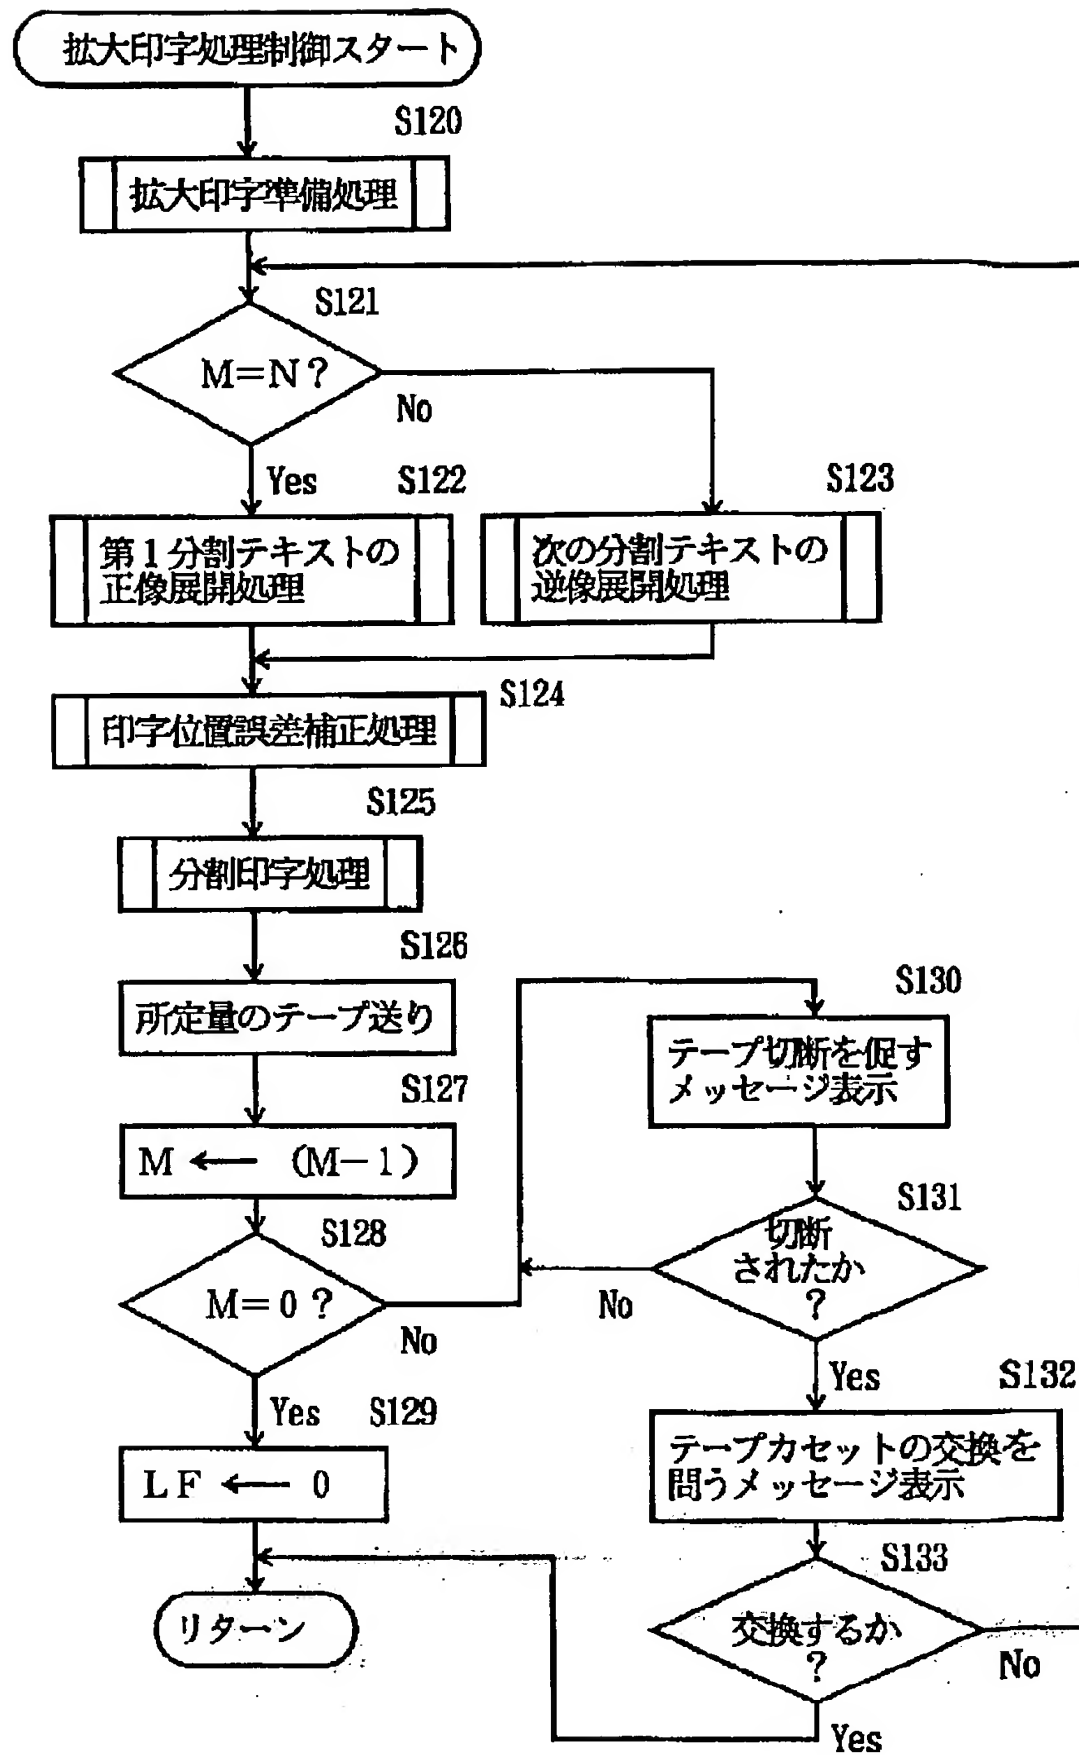 拡大印字処理制御スタート
S120
拡大印字準備処理
S121
M=N?
No
Yes
S122
第1分割テキストの
正像展開処理
S123
次の分割テキストの
逆像展開処理
S124
印字位置誤差補正処理
S125
分割印字処理
S126
所定量のテープ送り
S127
M ← (M-1)
S128
M=0?
No
Yes
S129
LF ← 0
リターン
S130
テープ切断を促す
メッセージ表示
S131
切断
されたか
?
No
Yes
S132
テープカセットの交換を
問うメッセージ表示
S133
交換するか
?
No
Yes